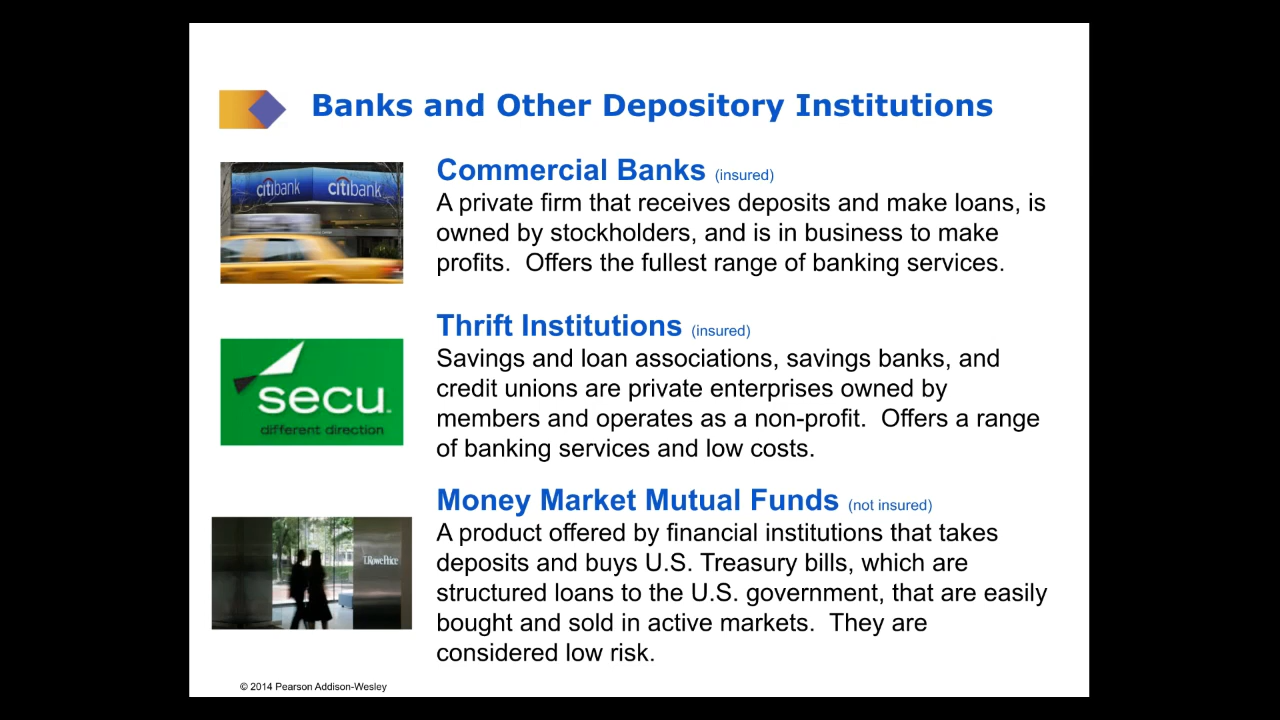 Banks and Other Depository Institutions
citibank citibank
Commercial Banks (insured)
A private firm that receives deposits and make loans, is
owned by stockholders, and is in business to make
profits.  Offers the fullest range of banking services.
secu.
different direction
Thrift Institutions (insured)
Savings and loan associations, savings banks, and
credit unions are private enterprises owned by
members and operates as a non-profit.  Offers a range
of banking services and low costs.
T.RowePrice
Money Market Mutual Funds (not insured)
A product offered by financial institutions that takes
deposits and buys U.S. Treasury bills, which are
structured loans to the U.S. government, that are easily
bought and sold in active markets.  They are
considered low risk.
© 2014 Pearson Addison-Wesley